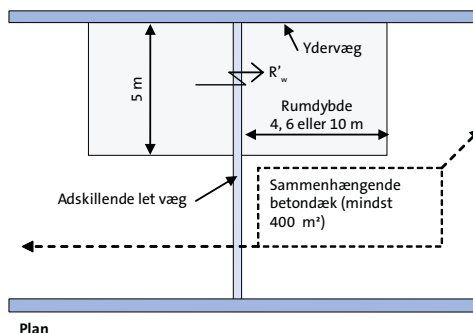 Ydervæg
5 m
R'w
Rumdybde
4, 6 eller 10 m
Adskillende let væg
Sammenhængende
betondæk (mindst
400 m²)
Plan